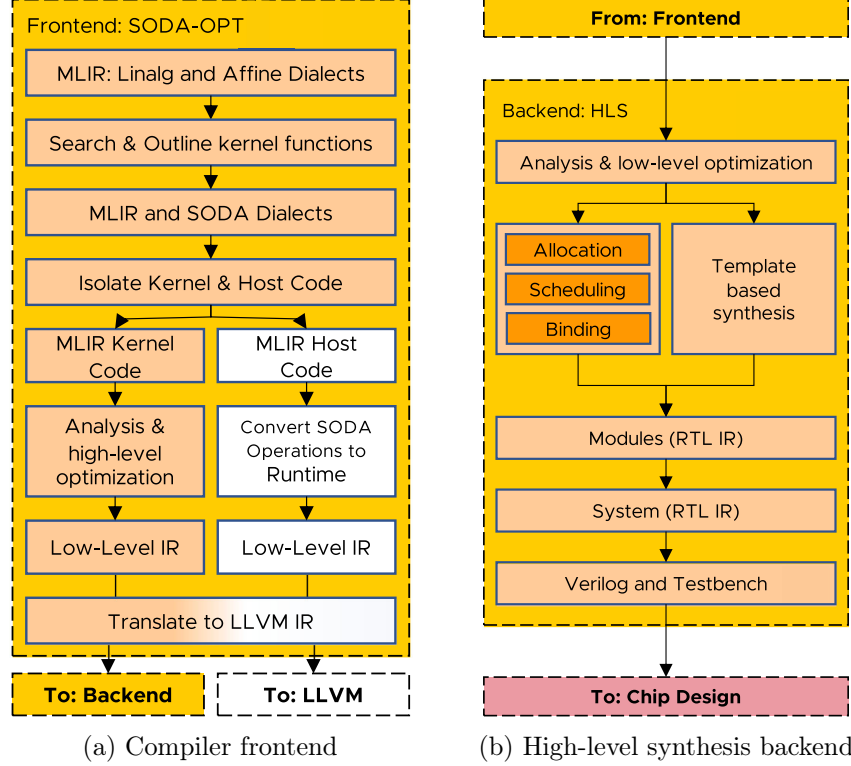 Frontend: SODA-OPT
MLIR: Linalg and Affine Dialects
Search & Outline kernel functions
MLIR and SODA Dialects
Isolate Kernel & Host Code
MLIR Kernel
Code
MLIR Host
Code
Analysis &
high-level
optimization
Convert SODA
Operations to
Runtime
Low-Level IR
Low-Level IR
Translate to LLVM IR
To: Backend
To: LLVM
(a) Compiler frontend
From: Frontend
Backend: HLS
Analysis & low-level optimization
Allocation
Scheduling
Binding
Template
based
synthesis
Modules (RTL IR)
System (RTL IR)
Verilog and Testbench
To: Chip Design
(b) High-level synthesis backend